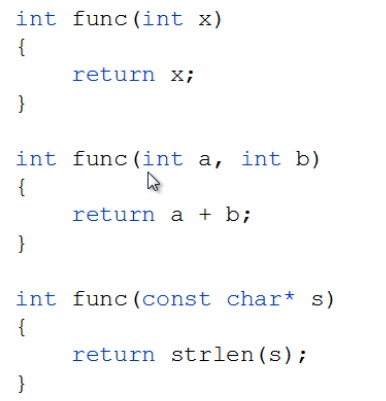 int func(int x)
{
    return x;
}
int func(int a, int b)
{
    return a + b;
}
int func(const char* s)
{
    return strlen(s);
}